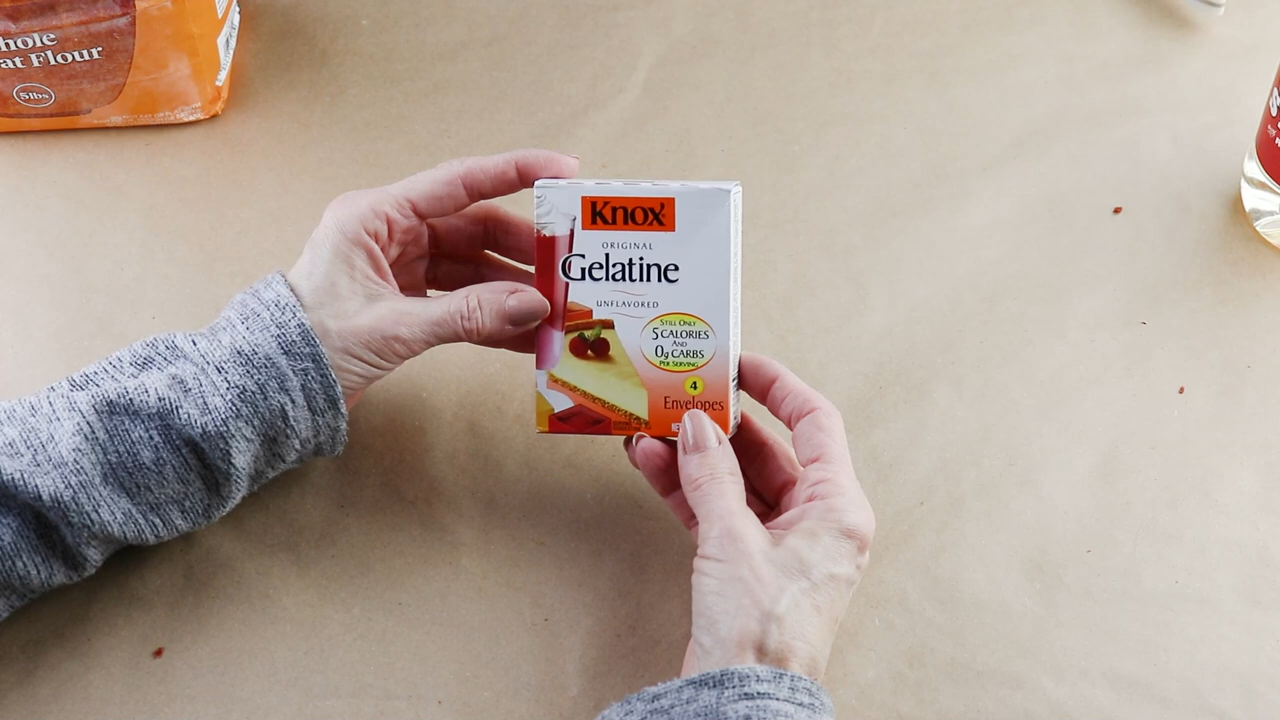 hole
at Flour
5lbs
Knox
ORIGINAL
Gelatine
UNFLAVORED
STILL ONLY
5 CALORIES
AND
0g CARBS
PER SERVING
4
Envelopes